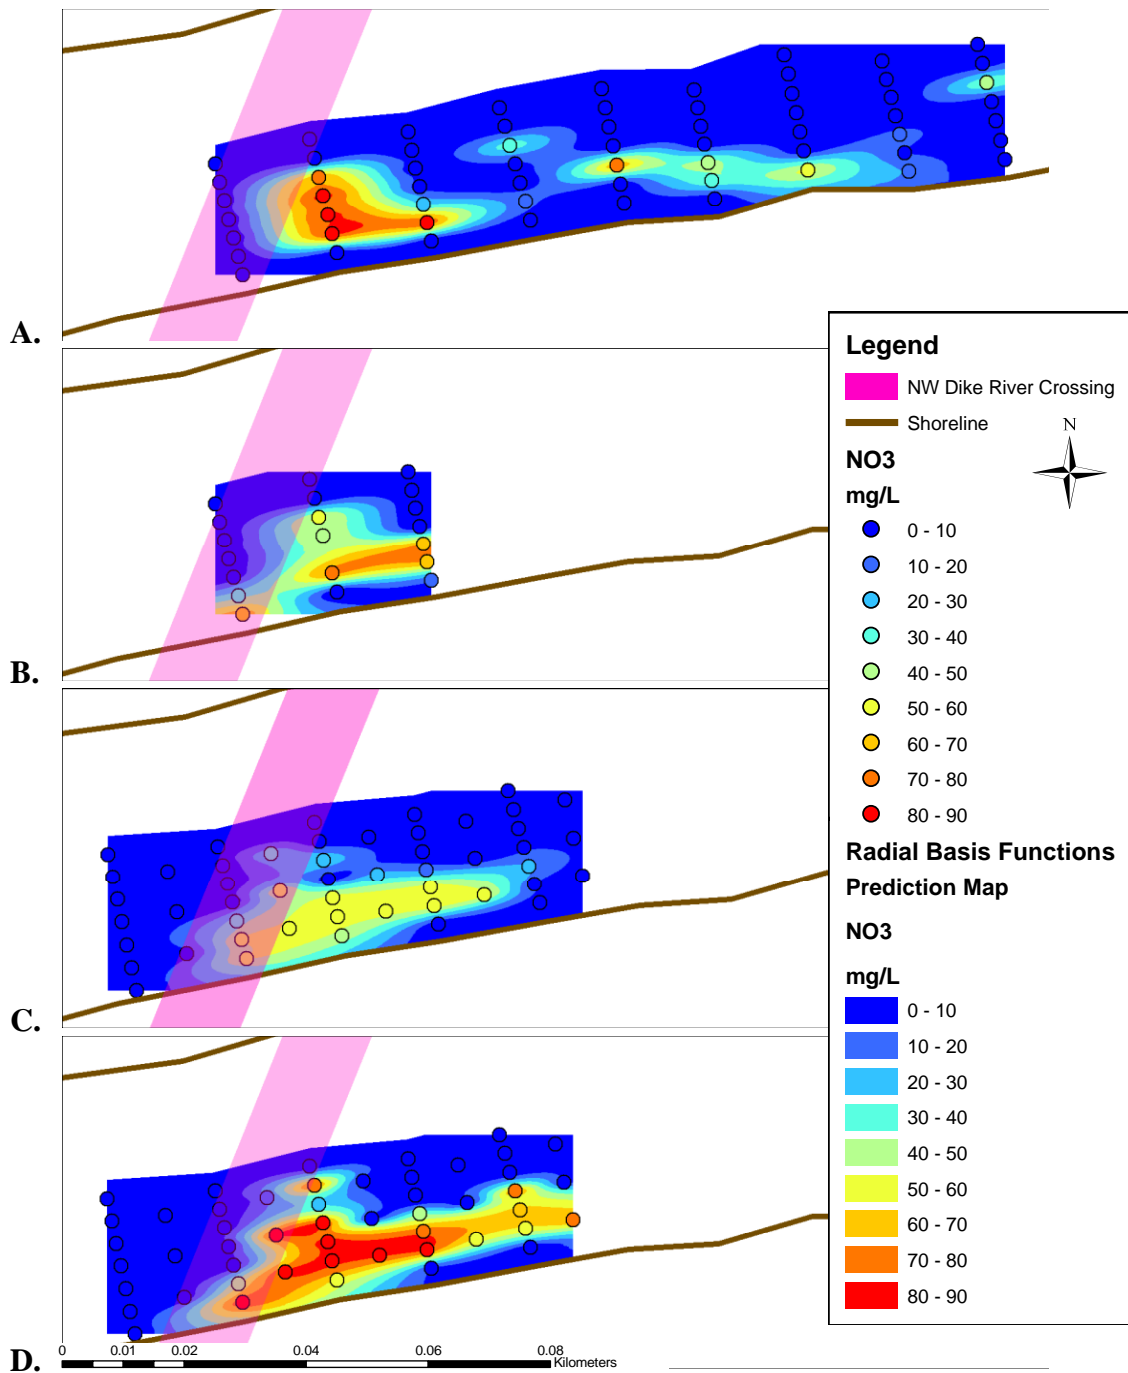 A.
B.
C.
D.
Legend
NW Dike River Crossing
Shoreline
N
NO3
mg/L
0 - 10
10 - 20
20 - 30
30 - 40
40 - 50
50 - 60
60 - 70
70 - 80
80 - 90
Radial Basis Functions
Prediction Map
NO3
mg/L
0 - 10
10 - 20
20 - 30
30 - 40
40 - 50
50 - 60
60 - 70
70 - 80
80 - 90
0 0.01 0.02 0.04 0.06 0.08
Kilometers